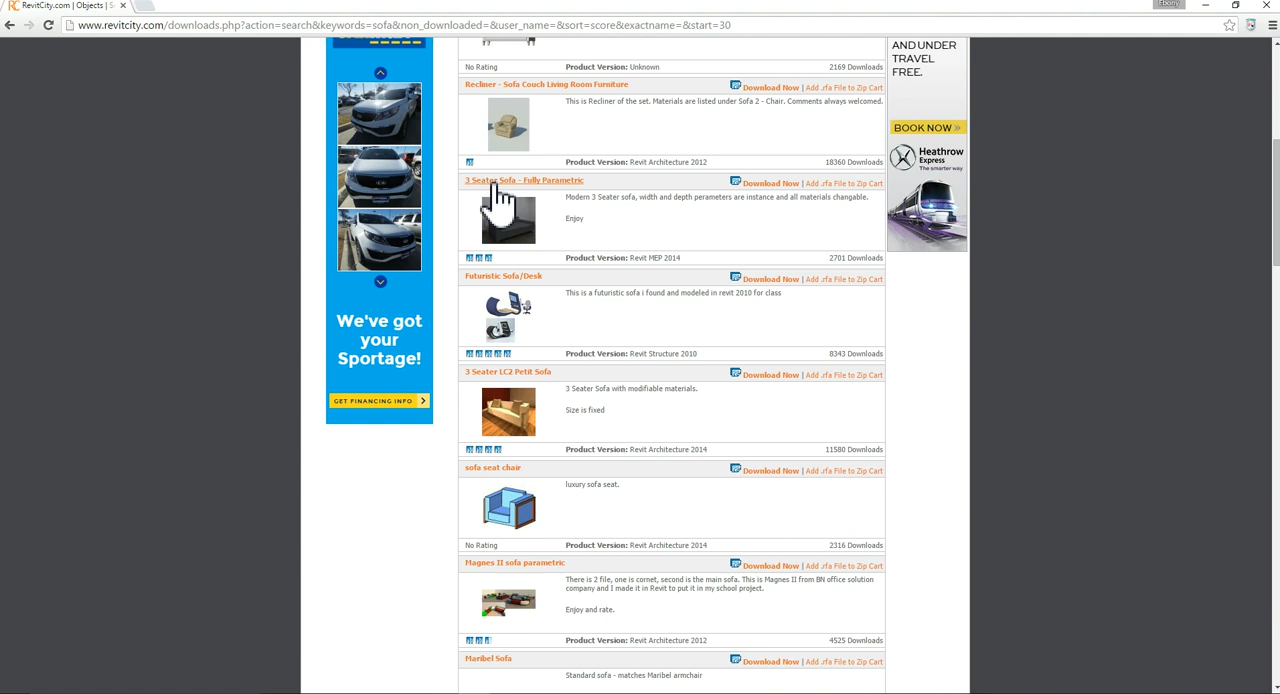 RevitCity.com | Objects | S
Ebony
www.revitcity.com/downloads.php?action=search&keywords=sofa&non_downloaded=&user_name=&sort=score&exactname=&start=30
AND UNDER
TRAVEL
FREE.
BOOK NOW »
Heathrow
Express
The smarter way
We've got
your
Sportage!
GET FINANCING INFO >
No Rating Product Version: Unknown 2169 Downloads
Recliner - Sofa Couch Living Room Furniture Download Now | Add .rfa File to Zip Cart
This is Recliner of the set. Materials are listed under Sofa 2 - Chair. Comments always welcomed.
Product Version: Revit Architecture 2012 18360 Downloads
3 Seater Sofa - Fully Parametric Download Now | Add .rfa File to Zip Cart
Modern 3 Seater sofa, width and depth perameters are instance and all materials changable.
Enjoy
Product Version: Revit MEP 2014 2701 Downloads
Futuristic Sofa/Desk Download Now | Add .rfa File to Zip Cart
This is a futuristic sofa i found and modeled in revit 2010 for class
Product Version: Revit Structure 2010 8343 Downloads
3 Seater LC2 Petit Sofa Download Now | Add .rfa File to Zip Cart
3 Seater Sofa with modifiable materials.
Size is fixed
Product Version: Revit Architecture 2014 11580 Downloads
sofa seat chair Download Now | Add .rfa File to Zip Cart
luxury sofa seat.
No Rating Product Version: Revit Architecture 2014 2316 Downloads
Magnes II sofa parametric Download Now | Add .rfa File to Zip Cart
There is 2 file, one is cornet, second is the main sofa. This is Magnes II from BN office solution
company and I made it in Revit to put it in my school project.
Enjoy and rate.
Product Version: Revit Architecture 2012 4525 Downloads
Maribel Sofa Download Now | Add .rfa File to Zip Cart
Standard sofa - matches Maribel armchair